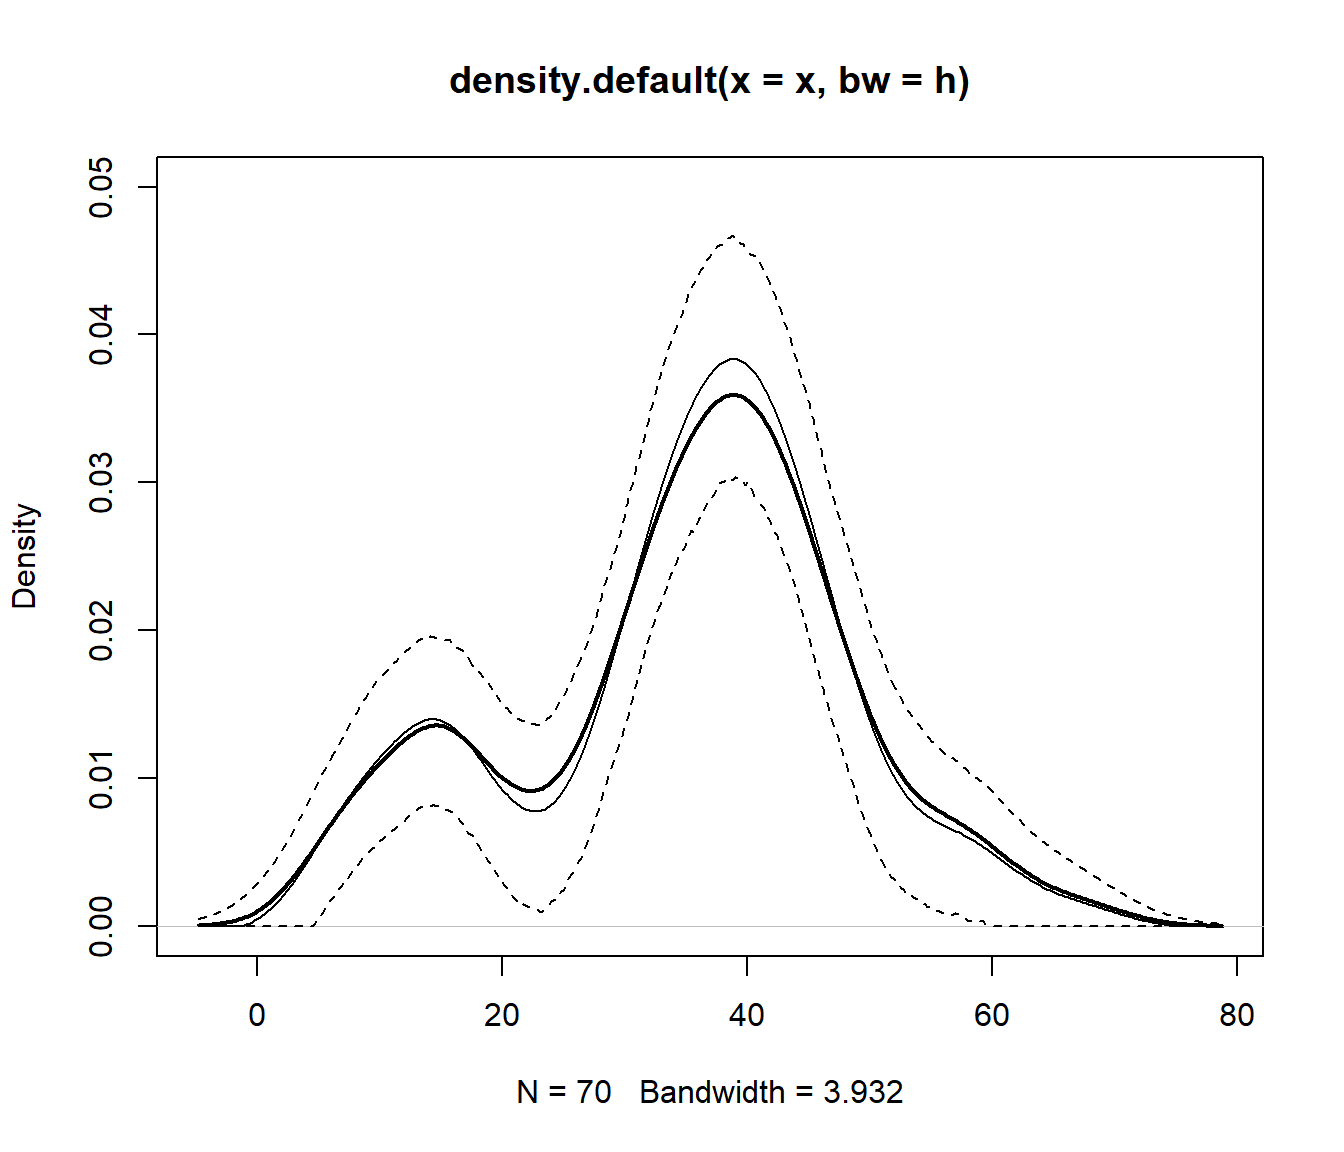 density.default(x = x, bw = h)
Density
0.05
0.04
0.03
0.02
0.01
0.00
0 20 40 60 80
N = 70 Bandwidth = 3.932